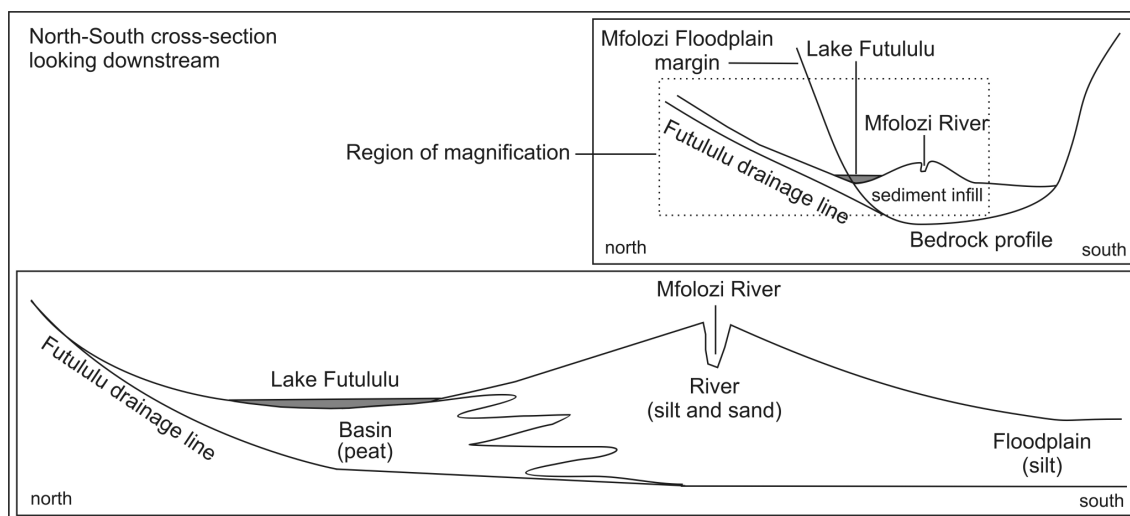 North-South cross-section
looking downstream
Mfolozi Floodplain
margin
Lake Futululu
Mfolozi River
Region of magnification
Futululu drainage line
sediment infill
Bedrock profile
north
south
Mfolozi River
Futululu drainage line
Lake Futululu
Basin
(peat)
River
(silt and sand)
Floodplain
(silt)
north
south